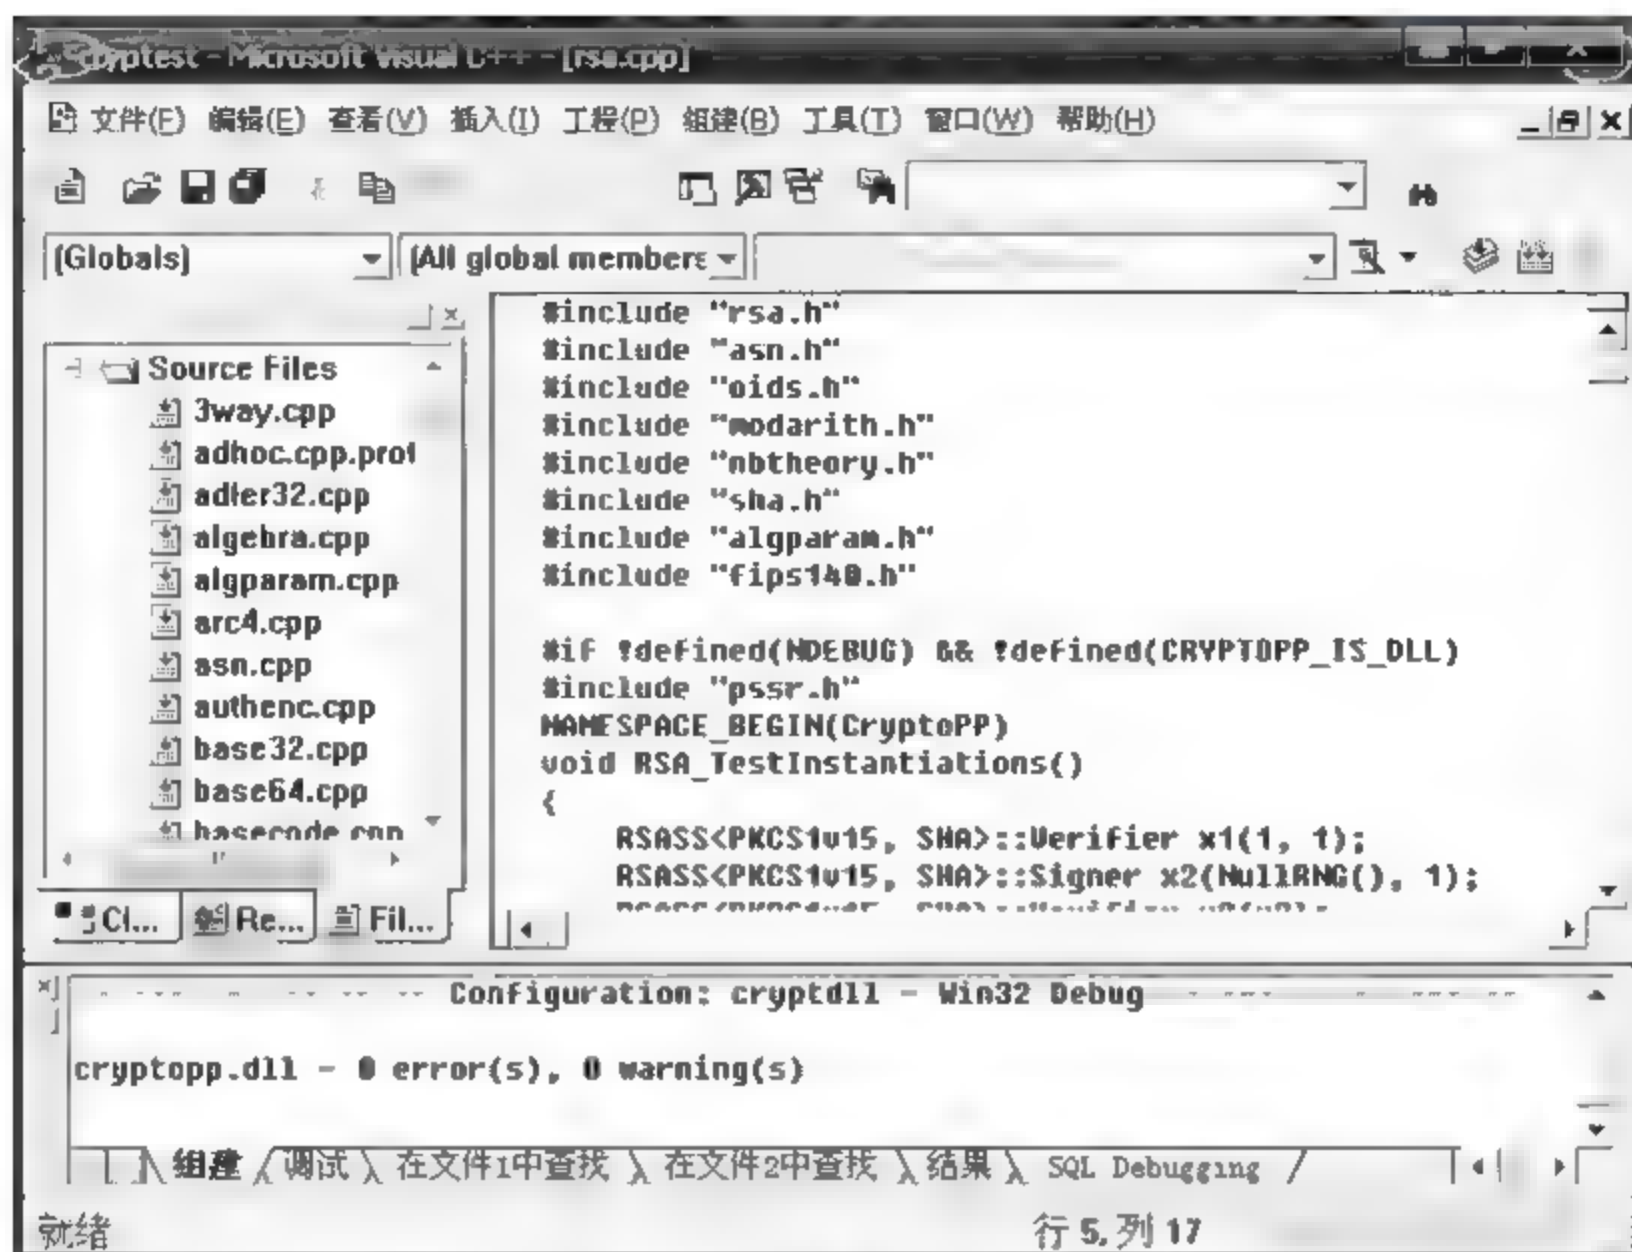 cryptest - Microsoft Visual C++ - [rsa.cpp]
文件(F) 编辑(E) 查看(V) 插入(I) 工程(P) 组建(B) 工具(T) 窗口(W) 帮助(H)
(Globals) (All global members
Source Files
3way.cpp
adhoc.cpp.prot
adler32.cpp
algebra.cpp
algparam.cpp
arc4.cpp
asn.cpp
authenc.cpp
base32.cpp
base64.cpp
basecode.cpp
Cl... Re... Fil...
#include "rsa.h"
#include "asn.h"
#include "oids.h"
#include "modarith.h"
#include "nbtheory.h"
#include "sha.h"
#include "algparam.h"
#include "fips140.h"
#if !defined(NDEBUG) && !defined(CRYPTOPP_IS_DLL)
#include "pssr.h"
NAMESPACE_BEGIN(CryptoPP)
void RSA_TestInstantiations()
{
RSASS<PKCS1v15, SHA>::Verifier x1(1, 1);
RSASS<PKCS1v15, SHA>::Signer x2(NullRNG(), 1);
Configuration: cryptdll - Win32 Debug
cryptopp.dll - 0 error(s), 0 warning(s)
组建 调试 在文件1中查找 在文件2中查找 结果 SQL Debugging
就绪 行 5, 列 17